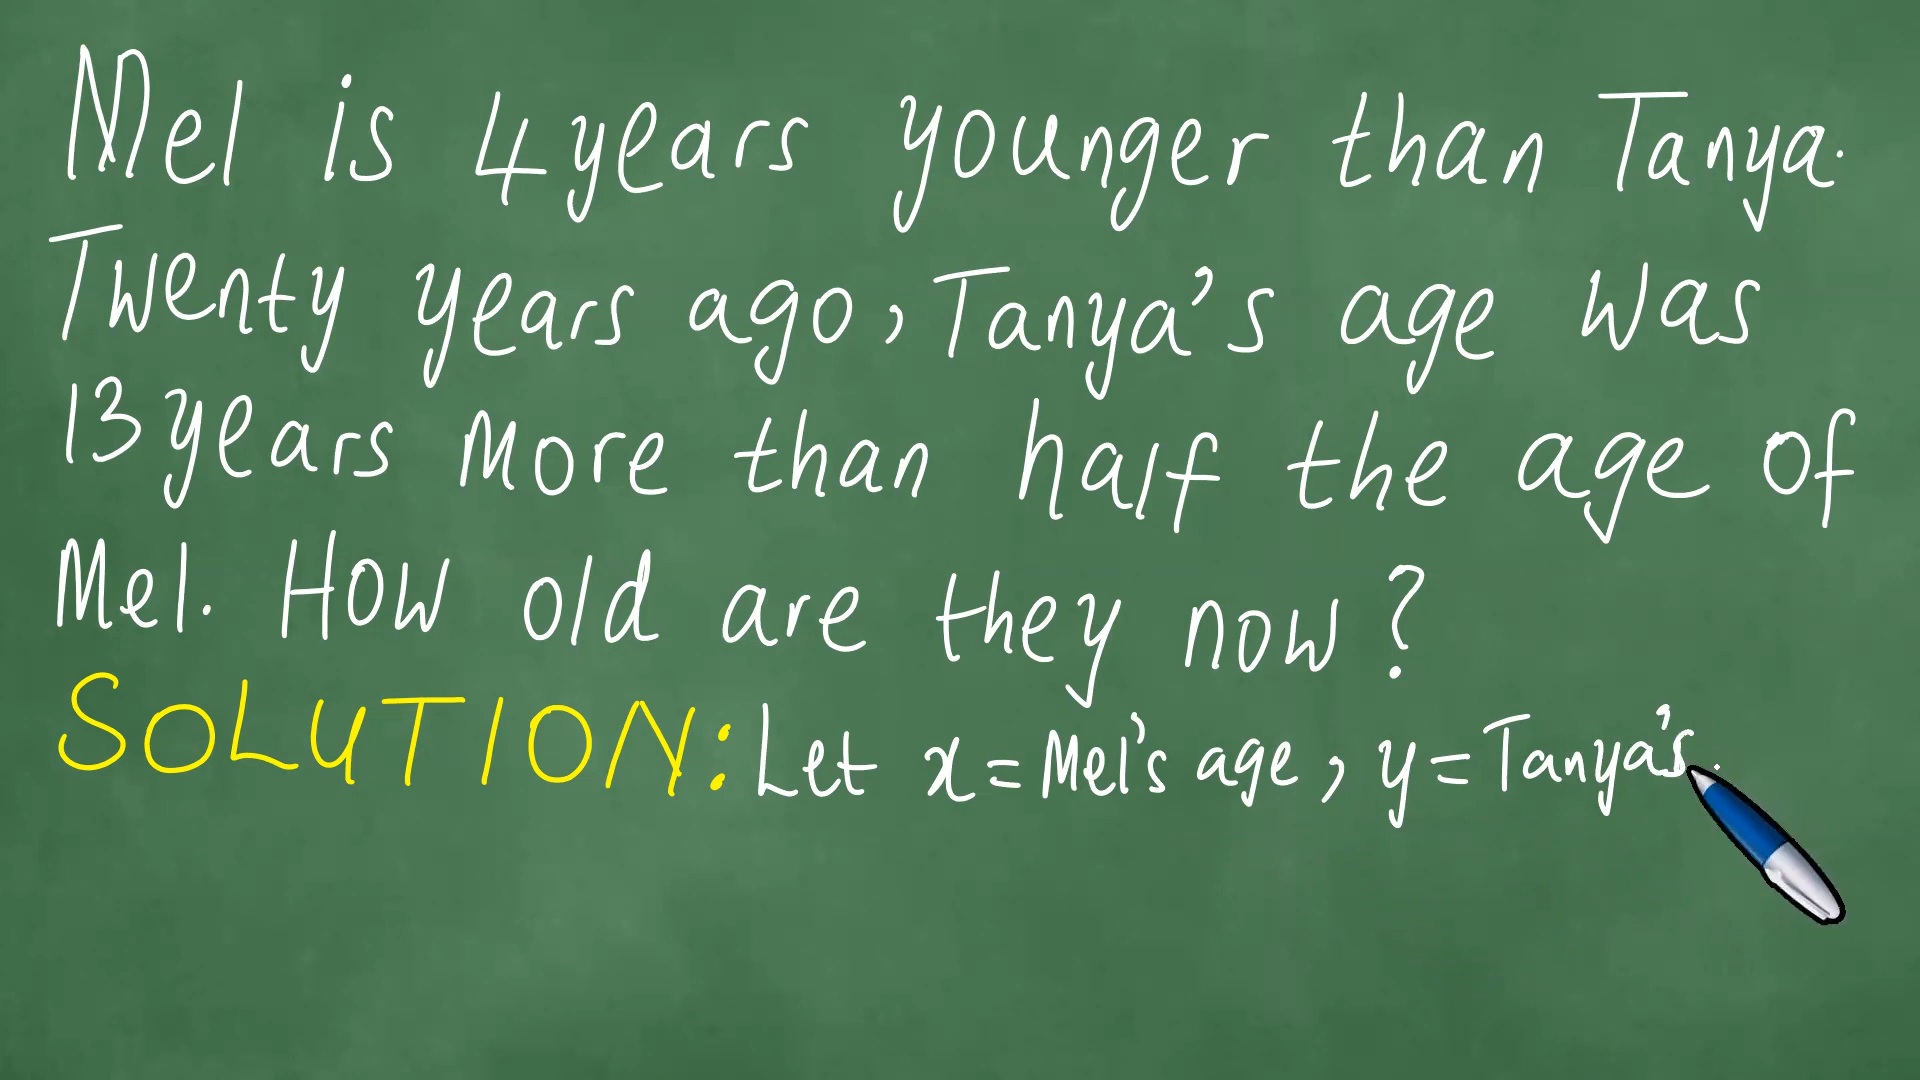 Mel is 4 years younger than Tanya.
Twenty years ago, Tanya's age was
13 years more than half the age of
Mel. How old are they now?
SOLUTION: Let x = Mel's age, y = Tanya's.